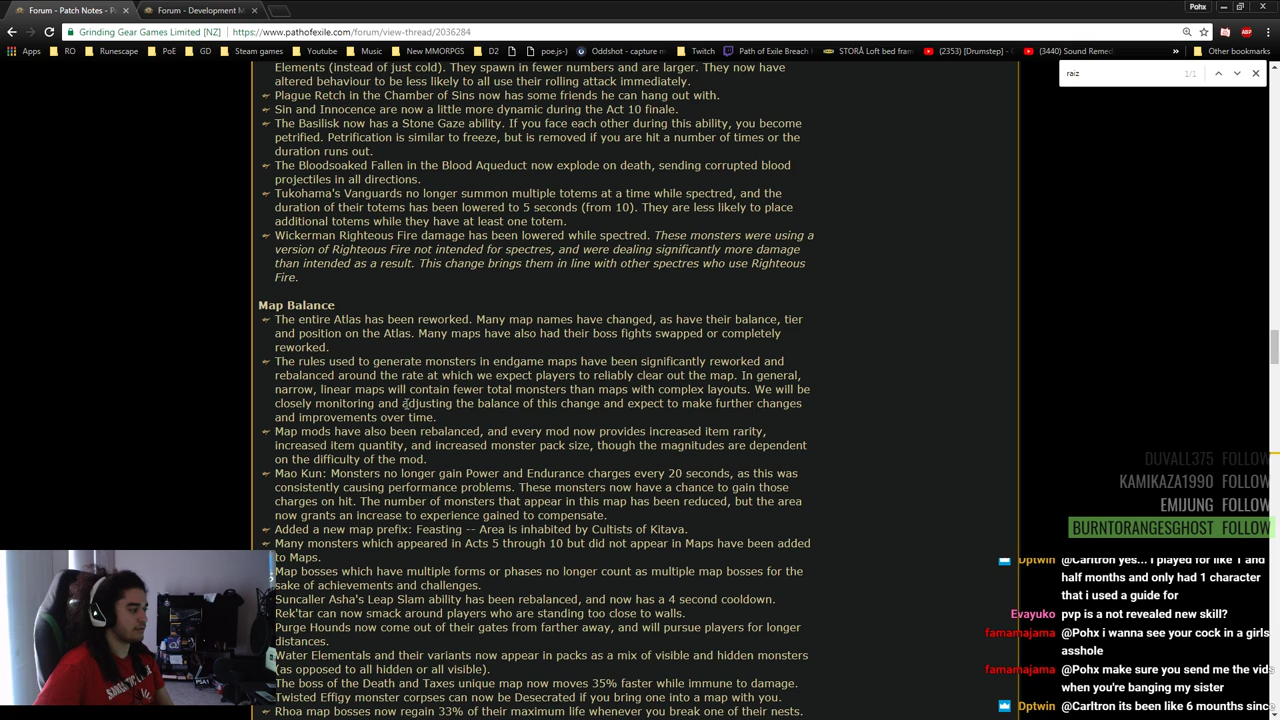 Forum - Patch Notes -
Forum - Development M
Pohx
Grinding Gear Games Limited [NZ]
https://www.pathofexile.com/forum/view-thread/2036284
Apps
RO
Runescape
PoE
GD
Steam games
Youtube
Music
New MMORPGS
D2
poe.js-)
Oddshot - capture m
Twitch
Path of Exile Breach
STORÅ Loft bed fram
(2353) [Drumstep]
(3440) Sound Remed
Other bookmarks
raiz
1/1
Elements (instead of just cold). They spawn in fewer numbers and are larger. They now have
altered behaviour to be less likely to all use their rolling attack immediately.
Plague Retch in the Chamber of Sins now has some friends he can hang out with.
Sin and Innocence are now a little more dynamic during the Act 10 finale.
The Basilisk now has a Stone Gaze ability. If you face each other during this ability, you become
petrified. Petrification is similar to freeze, but is removed if you are hit a number of times or the
duration runs out.
The Bloodsoaked Fallen in the Blood Aqueduct now explode on death, sending corrupted blood
projectiles in all directions.
Tukohama's Vanguards no longer summon multiple totems at a time while spectred, and the
duration of their totems has been lowered to 5 seconds (from 10). They are less likely to place
additional totems while they have at least one totem.
Wickerman Righteous Fire damage has been lowered while spectred. These monsters were using a
version of Righteous Fire not intended for spectres, and were dealing significantly more damage
than intended as a result. This change brings them in line with other spectres who use Righteous
Fire.
Map Balance
The entire Atlas has been reworked. Many map names have changed, as have their balance, tier
and position on the Atlas. Many maps have also had their boss fights swapped or completely
reworked.
The rules used to generate monsters in endgame maps have been significantly reworked and
rebalanced around the rate at which we expect players to reliably clear out the map. In general,
narrow, linear maps will contain fewer total monsters than maps with complex layouts. We will be
closely monitoring and adjusting the balance of this change and expect to make further changes
and improvements over time.
Map mods have also been rebalanced, and every mod now provides increased item rarity,
increased item quantity, and increased monster pack size, though the magnitudes are dependent
on the difficulty of the mod.
Mao Kun: Monsters no longer gain Power and Endurance charges every 20 seconds, as this was
consistently causing performance problems. These monsters now have a chance to gain those
charges on hit. The number of monsters that appear in this map has been reduced, but the area
now grants an increase to experience gained to compensate.
Added a new map prefix: Feasting -- Area is inhabited by Cultists of Kitava.
Many monsters which appeared in Acts 5 through 10 but did not appear in Maps have been added
to Maps.
Map bosses which have multiple forms or phases no longer count as multiple map bosses for the
sake of achievements and challenges.
Suncaller Asha's Leap Slam ability has been rebalanced, and now has a 4 second cooldown.
Rek'tar can now smack around players who are standing too close to walls.
Purge Hounds now come out of their gates from farther away, and will pursue players for longer
distances.
Water Elementals and their variants now appear in packs as a mix of visible and hidden monsters
(as opposed to all hidden or all visible).
The boss of the Death and Taxes unique map now moves 35% faster while immune to damage.
Twisted Effigy monster corpses can now be Desecrated if you bring one into a map with you.
Rhoa map bosses now regain 33% of their maximum life whenever you break one of their nests.
DUVALL375 FOLLOW
KAMIKAZA1990 FOLLOW
EMIJUNG FOLLOW
BURNTORANGESGHOST FOLLOW
Dptwin @Carltron yes... i played for like 1 and
half months and only had 1 character
that i used a guide for
Evayuko pvp is a not revealed new skill?
famamajama @Pohx i wanna see your cock in a girls
asshole
famamajama @Pohx make sure you send me the vids
when you're banging my sister
Dptwin @Carltron its been like 6 mounths since